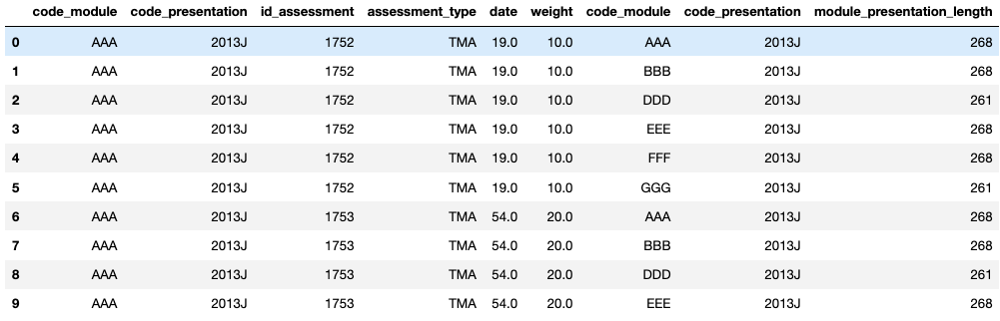 code_module code_presentation id_assessment assessment_type date weight code_module code_presentation module_presentation_length
0 AAA 2013J 1752 TMA 19.0 10.0 AAA 2013J 268
1 AAA 2013J 1752 TMA 19.0 10.0 BBB 2013J 268
2 AAA 2013J 1752 TMA 19.0 10.0 DDD 2013J 261
3 AAA 2013J 1752 TMA 19.0 10.0 EEE 2013J 268
4 AAA 2013J 1752 TMA 19.0 10.0 FFF 2013J 268
5 AAA 2013J 1752 TMA 19.0 10.0 GGG 2013J 261
6 AAA 2013J 1753 TMA 54.0 20.0 AAA 2013J 268
7 AAA 2013J 1753 TMA 54.0 20.0 BBB 2013J 268
8 AAA 2013J 1753 TMA 54.0 20.0 DDD 2013J 261
9 AAA 2013J 1753 TMA 54.0 20.0 EEE 2013J 268